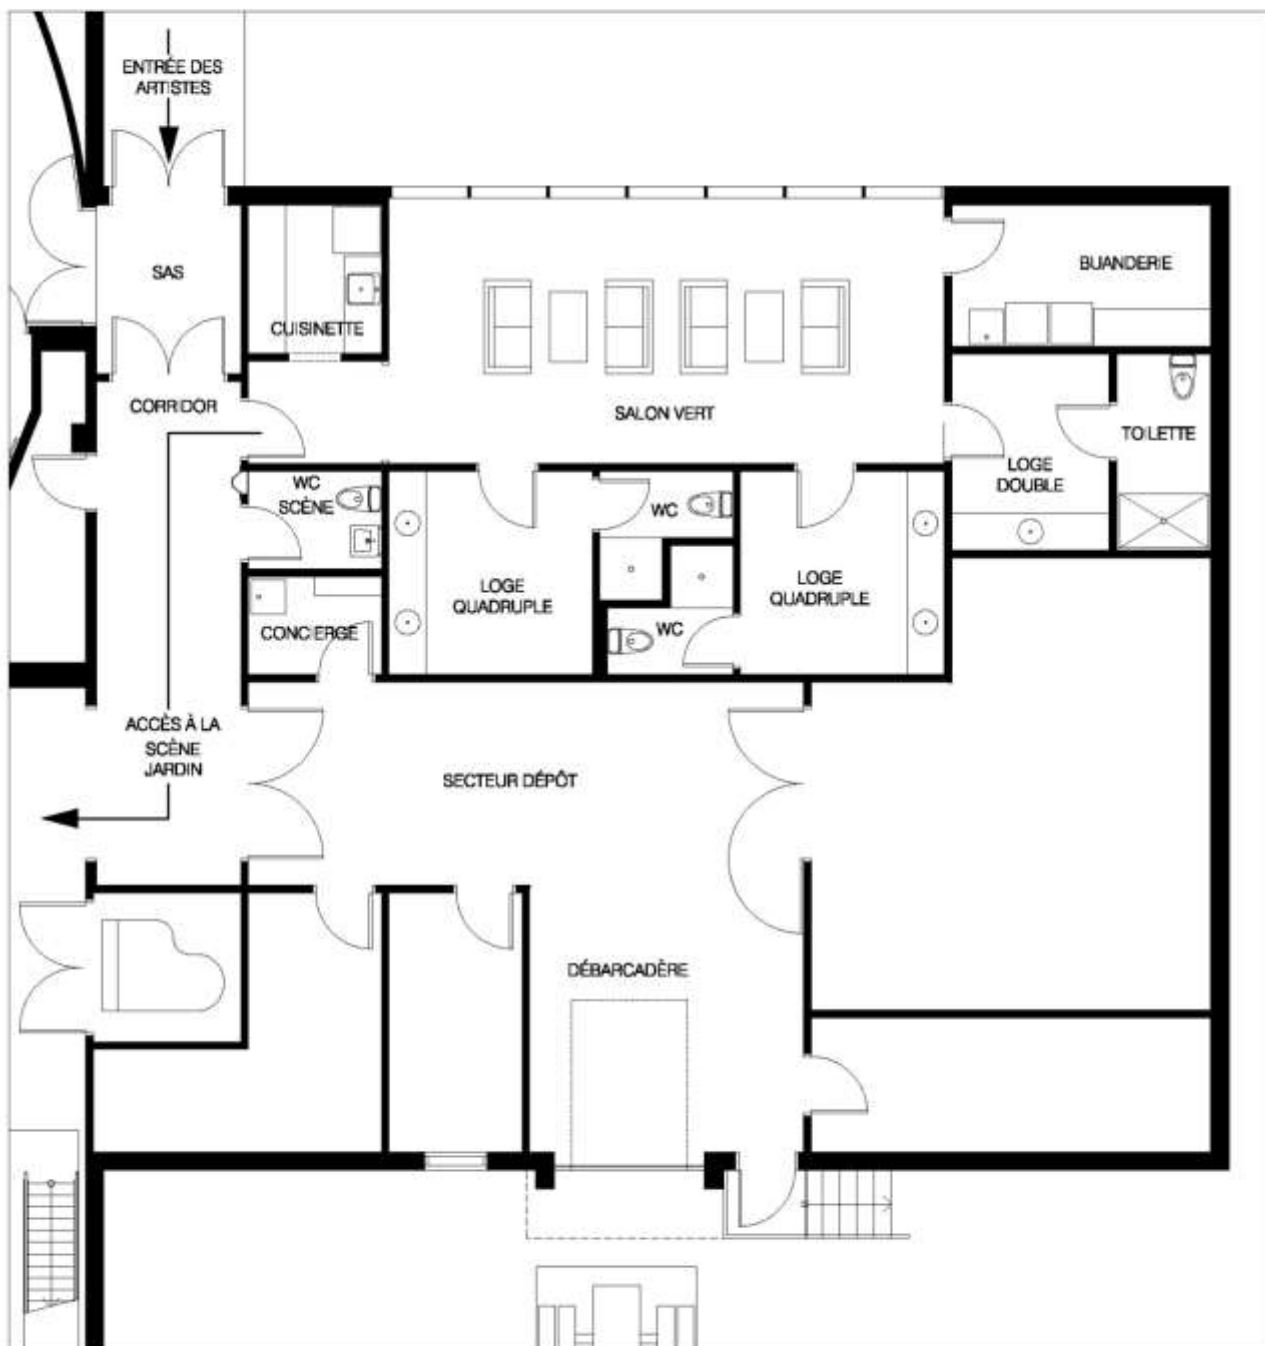 ENTRÉE DES
ARTISTES
SAS
CUISINETTE
BUANDERIE
CORRIDOR
SALON VERT
TOILETTE
LOGE
DOUBLE
WC
SCÈNE
WC
LOGE
QUADRUPLE
LOGE
QUADRUPLE
CONCIERGE
WC
ACCÈS À LA
SCÈNE
JARDIN
SECTEUR DÉPÔT
DÉBARCADÈRE